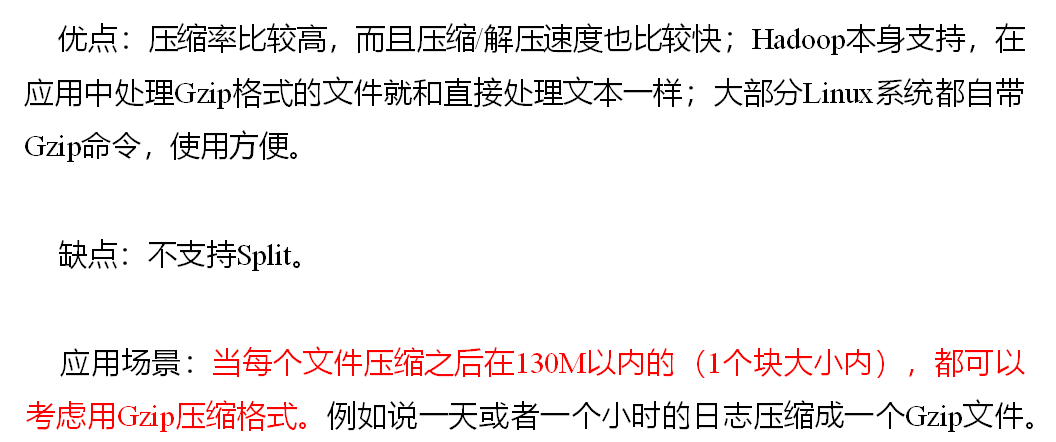 优点：压缩率比较高，而且压缩/解压速度也比较快；Hadoop本身支持，在
应用中处理Gzip格式的文件就和直接处理文本一样；大部分Linux系统都自带
Gzip命令，使用方便。
缺点：不支持Split。
应用场景：当每个文件压缩之后在130M以内的（1个块大小内），都可以
考虑用Gzip压缩格式。例如说一天或者一个小时的日志压缩成一个Gzip文件。